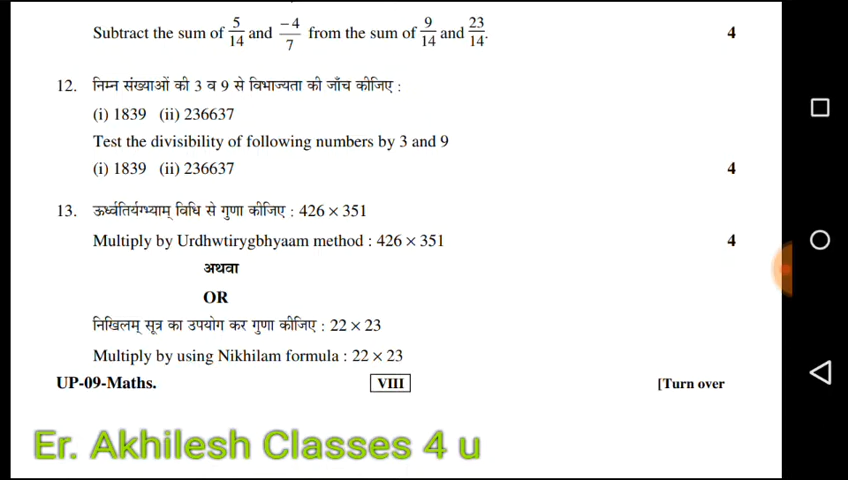 Subtract the sum of 5/14 and −4/7 from the sum of 9/14 and 23/14. 4
12. निम्न संख्याओं की 3 व 9 से विभाज्यता की जाँच कीजिए :
(i) 1839 (ii) 236637
Test the divisibility of following numbers by 3 and 9
(i) 1839 (ii) 236637 4
13. ऊर्ध्वतिर्यग्भ्याम् विधि से गुणा कीजिए : 426 × 351
Multiply by Urdhwtirygbhyaam method : 426 × 351 4
अथवा
OR
निखिलम् सूत्र का उपयोग कर गुणा कीजिए : 22 × 23
Multiply by using Nikhilam formula : 22 × 23
UP-09-Maths. VIII [Turn over
Er. Akhilesh Classes 4 u